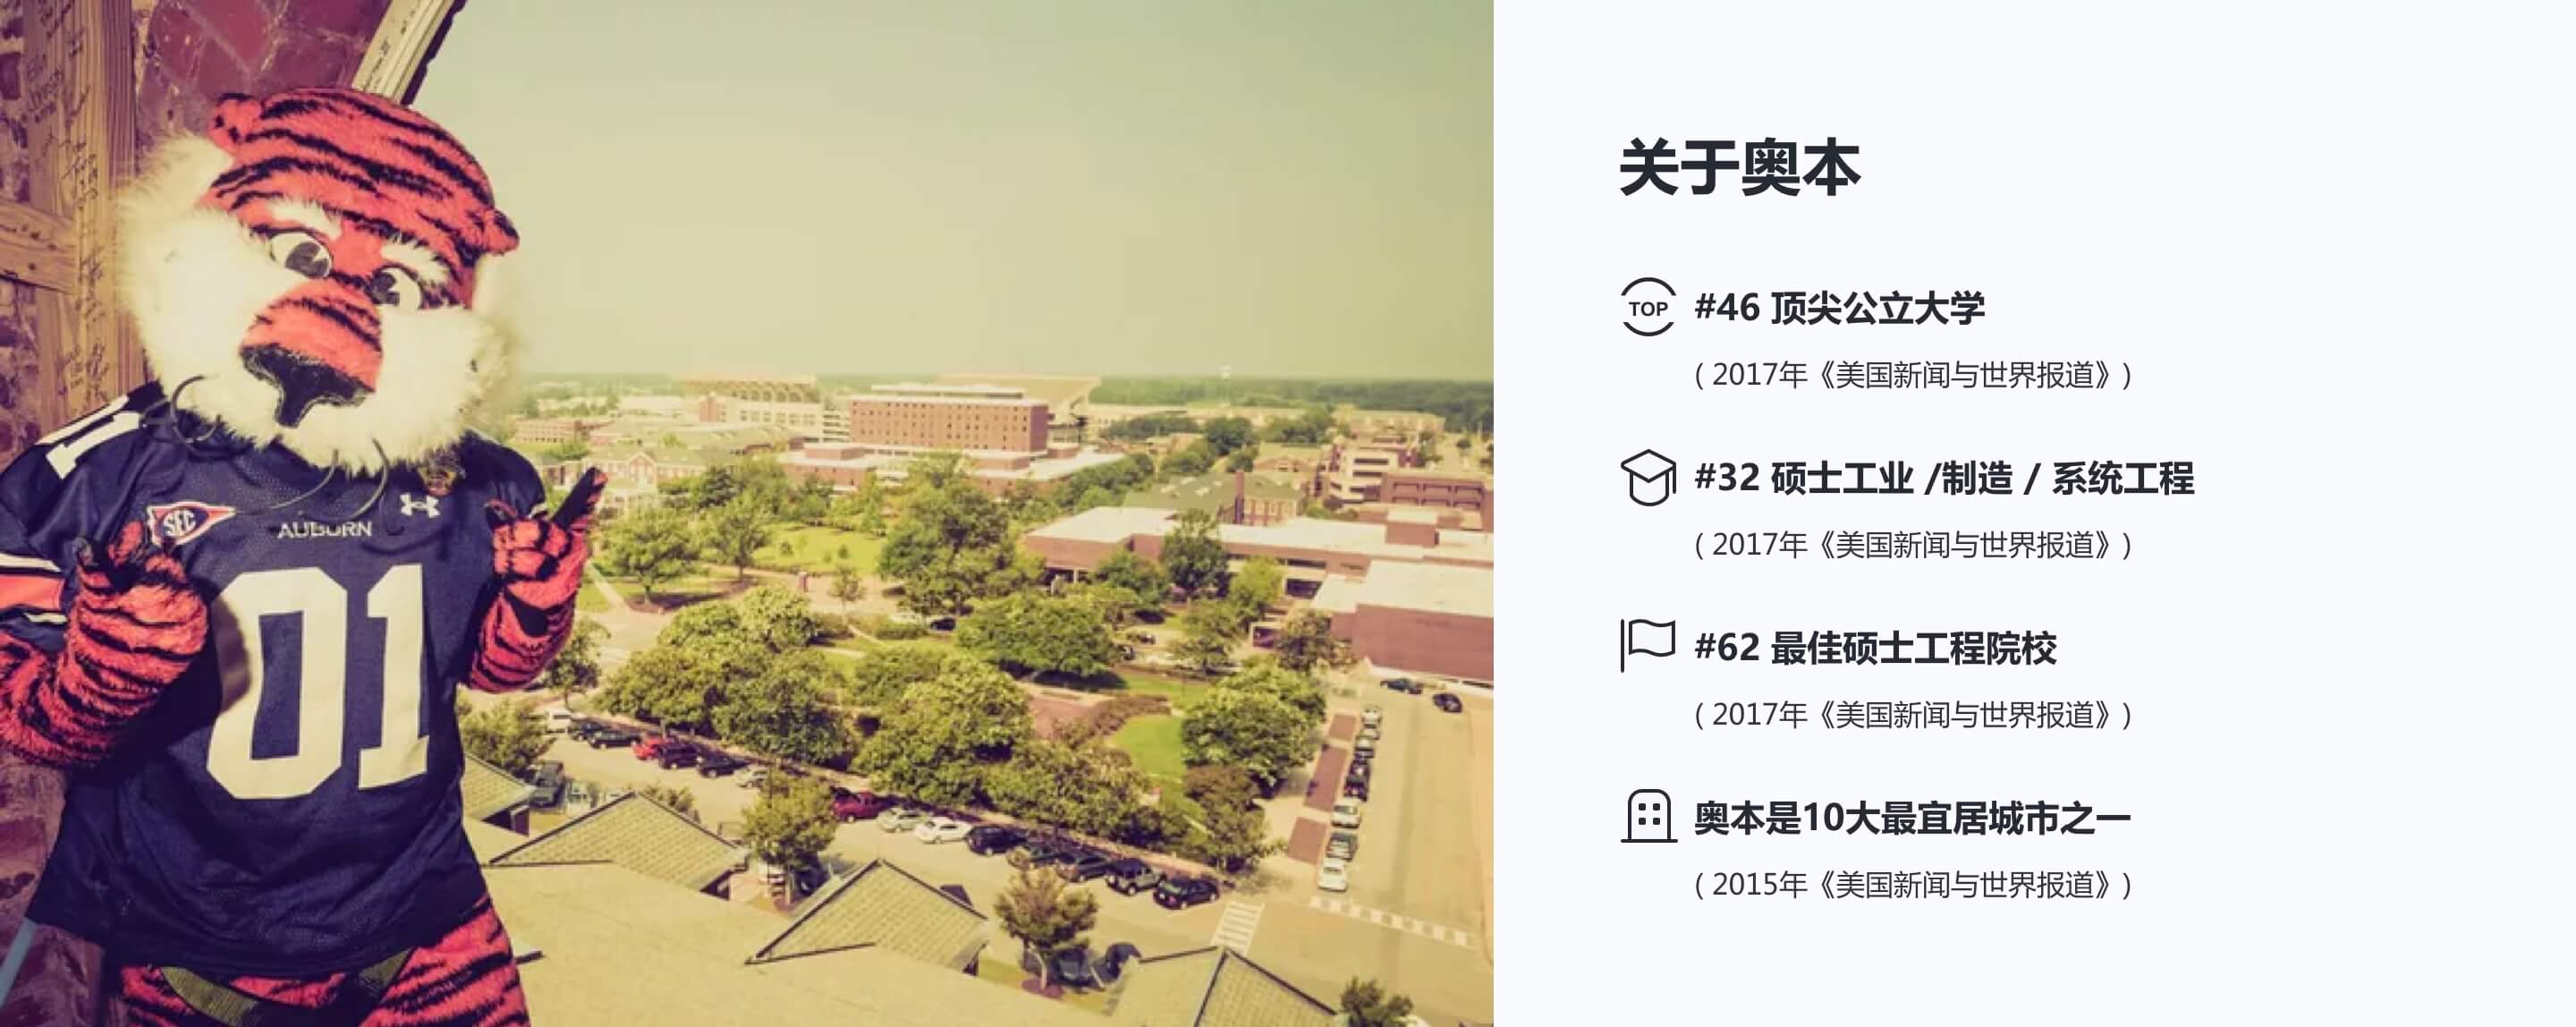 SEC
AUBURN
01
关于奥本
TOP
#46 顶尖公立大学
( 2017年《美国新闻与世界报道》)
#32 硕士工业 /制造 / 系统工程
( 2017年《美国新闻与世界报道》)
#62 最佳硕士工程院校
( 2017年《美国新闻与世界报道》)
奥本是10大最宜居城市之一
( 2015年《美国新闻与世界报道》)